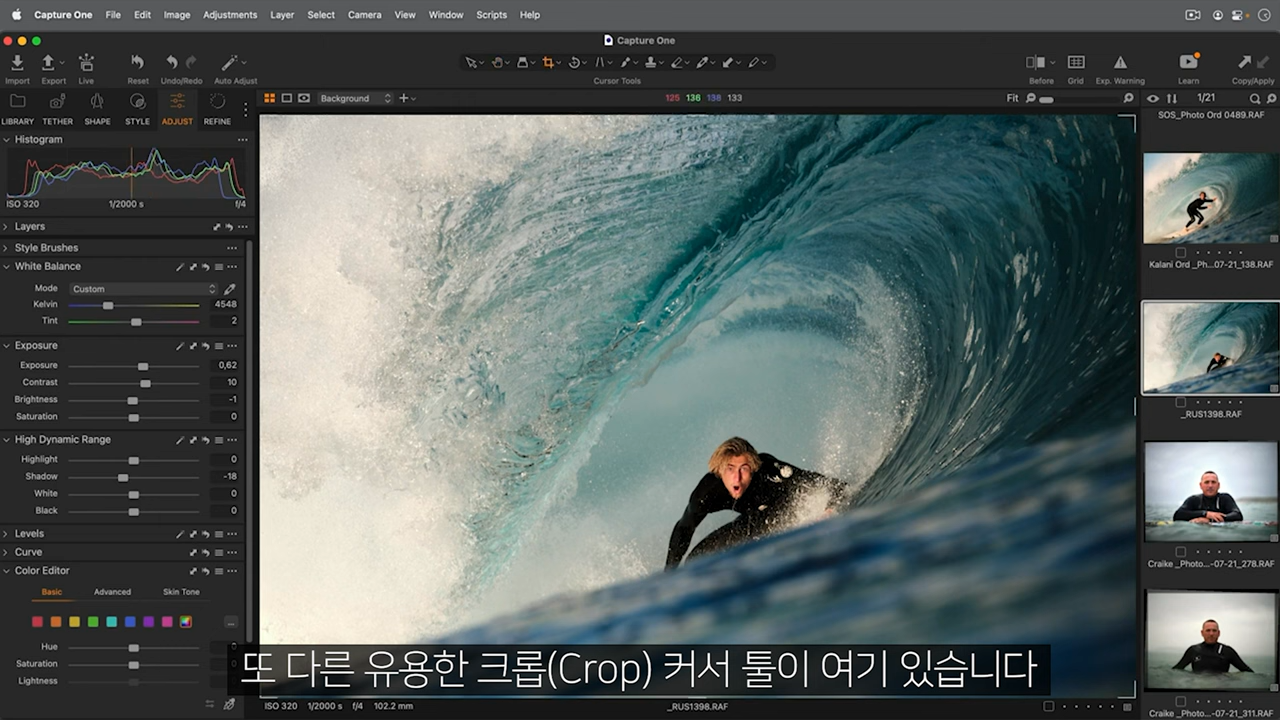 Capture One File Edit Image Adjustments Layer Select Camera View Window Scripts Help
Capture One
Import Export Live Reset Undo/Redo Auto Adjust Cursor Tools Before Grid Exp. Warning Learn Copy/Apply
LIBRARY TETHER SHAPE STYLE ADJUST REFINE
Background
125 136 138 133
Fit
1/21
Histogram
ISO 320 1/2000 s f/4
Layers
Style Brushes
White Balance
Mode Custom
Kelvin 4548
Tint 2
Exposure
Exposure 0,62
Contrast 10
Brightness -1
Saturation 0
High Dynamic Range
Highlight 0
Shadow -18
White 0
Black 0
Levels
Curve
Color Editor
Basic Advanced Skin Tone
Hue
Saturation
Lightness
SOS_Photo Ord 0489.RAF
Kalani Ord _Ph...07-21_138.RAF
_RUS1398.RAF
Craike _Photo...-07-21_278.RAF
Craike _Photo...-07-21_311.RAF
또 다른 유용한 크롭(Crop) 커서 툴이 여기 있습니다
ISO 320 1/2000 s f/4 102.2 mm
_RUS1398.RAF